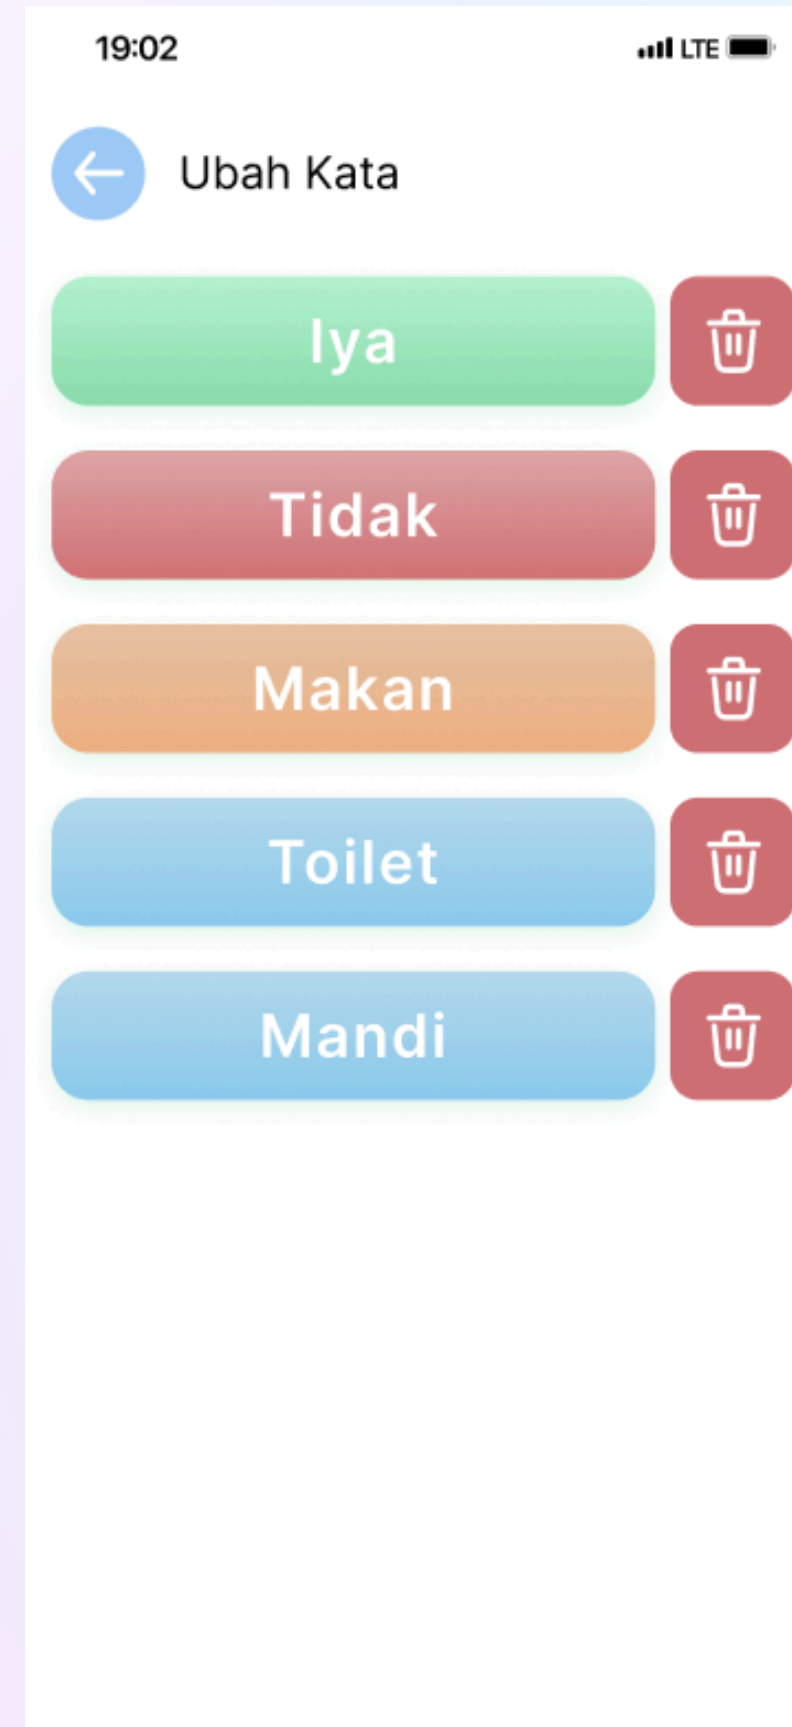 19:02 LTE
Ubah Kata
Iya
Tidak
Makan
Toilet
Mandi